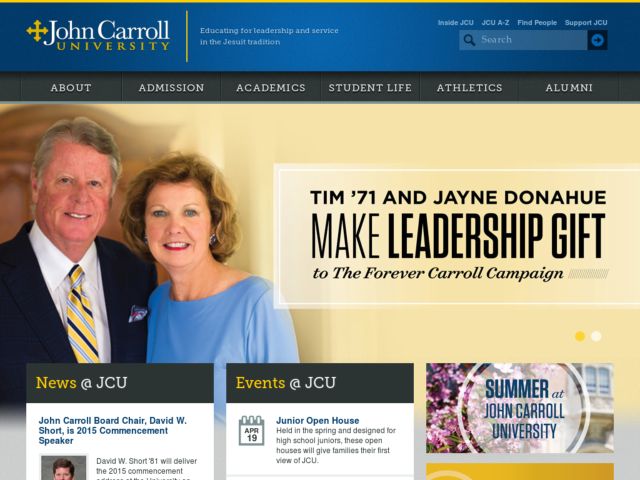 John Carroll
UNIVERSITY
Educating for leadership and service
in the Jesuit tradition
Inside JCU JCU A-Z Find People Support JCU
Search
ABOUT ADMISSION ACADEMICS STUDENT LIFE ATHLETICS ALUMNI
TIM ’71 AND JAYNE DONAHUE
MAKE LEADERSHIP GIFT
to The Forever Carroll Campaign
News @ JCU
John Carroll Board Chair, David W.
Short, is 2015 Commencement
Speaker
David W. Short '81 will deliver
the 2015 commencement
address at the University on
Events @ JCU
APR
19
Junior Open House
Held in the spring and designed for
high school juniors, these open
houses will give families their first
view of JCU.
SUMMER at
JOHN CARROLL
UNIVERSITY